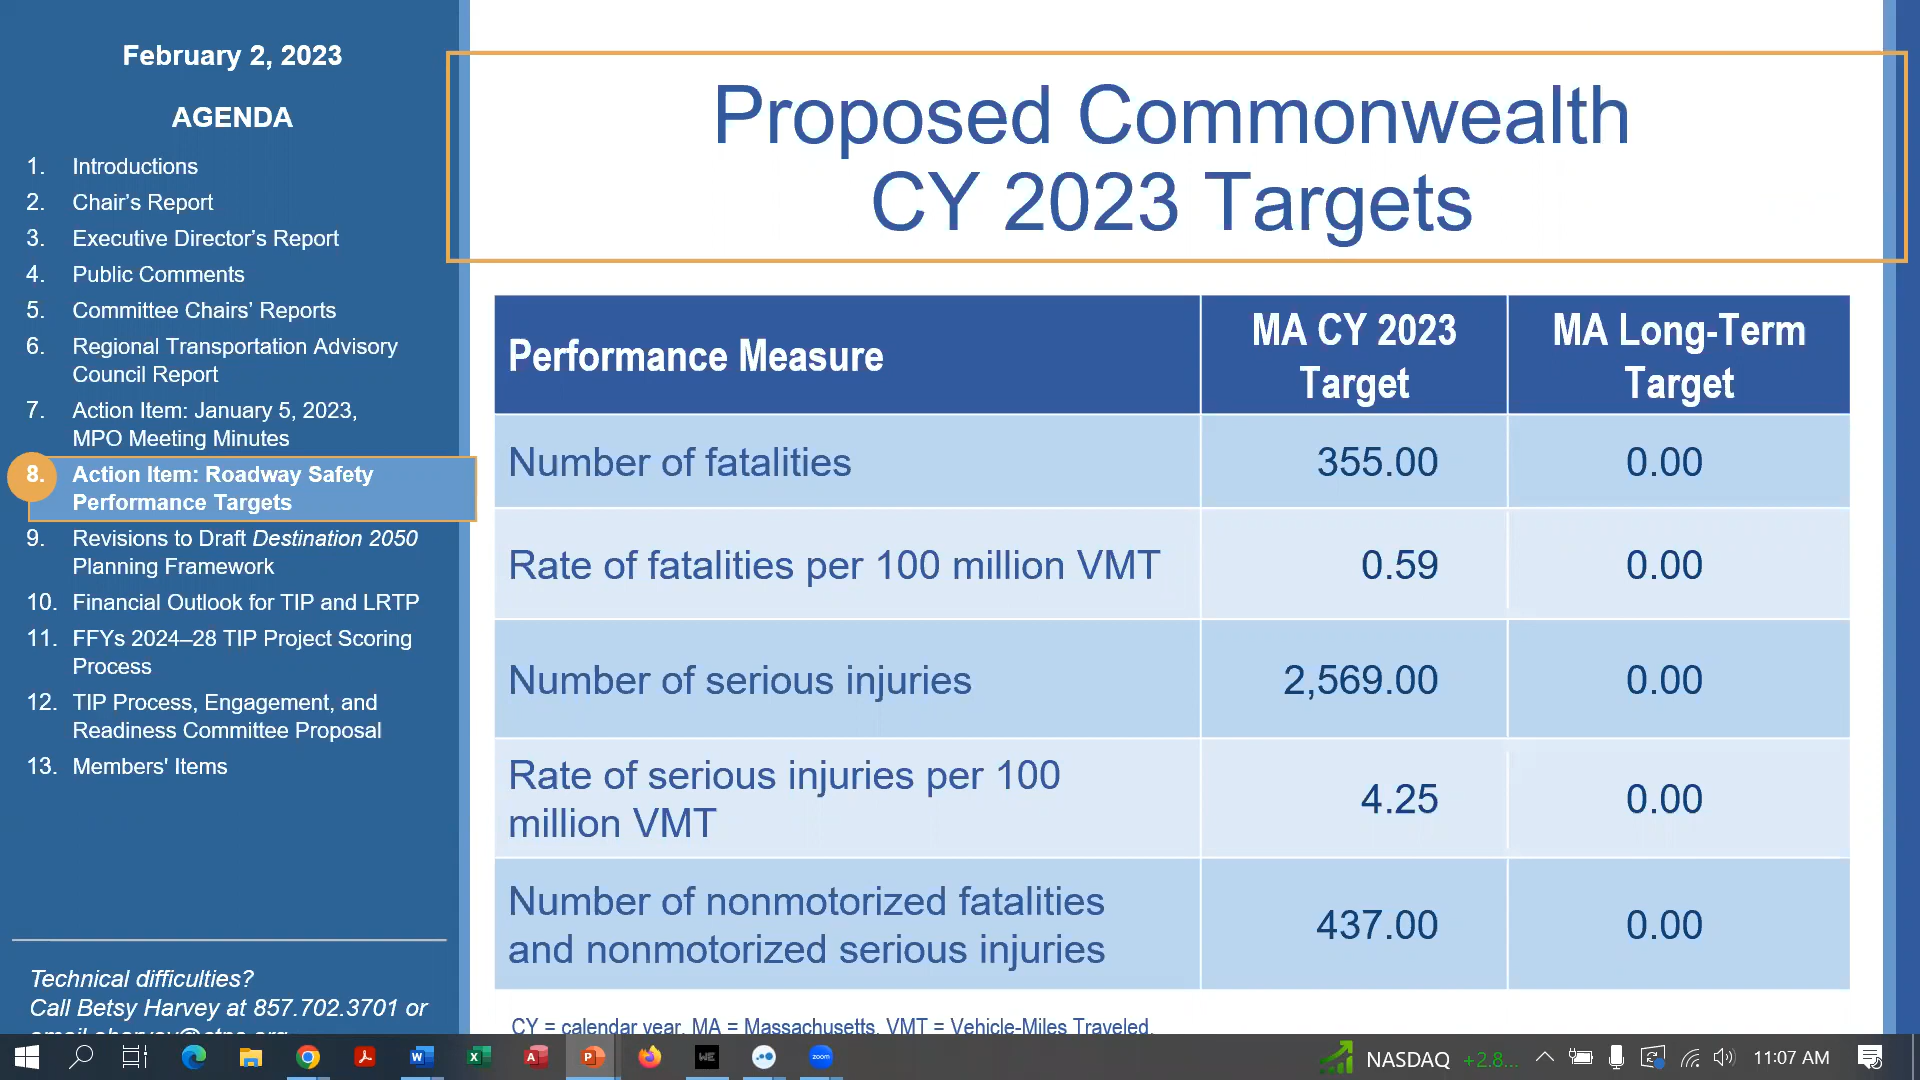 February 2, 2023
AGENDA
1. Introductions
2. Chair's Report
3. Executive Director's Report
4. Public Comments
5. Committee Chairs' Reports
6. Regional Transportation Advisory
Council Report
7. Action Item: January 5, 2023,
MPO Meeting Minutes
8. Action Item: Roadway Safety
Performance Targets
9. Revisions to Draft Destination 2050
Planning Framework
10. Financial Outlook for TIP and LRTP
11. FFYs 2024–28 TIP Project Scoring
Process
12. TIP Process, Engagement, and
Readiness Committee Proposal
13. Members' Items
Technical difficulties?
Call Betsy Harvey at 857.702.3701 or
Proposed Commonwealth
CY 2023 Targets
Performance Measure
MA CY 2023
Target
MA Long-Term
Target
Number of fatalities 355.00 0.00
Rate of fatalities per 100 million VMT 0.59 0.00
Number of serious injuries 2,569.00 0.00
Rate of serious injuries per 100
million VMT 4.25 0.00
Number of nonmotorized fatalities
and nonmotorized serious injuries 437.00 0.00
CY = calendar year. MA = Massachusetts. VMT = Vehicle-Miles Traveled.
WE
zoom
NASDAQ +2.8...
11:07 AM